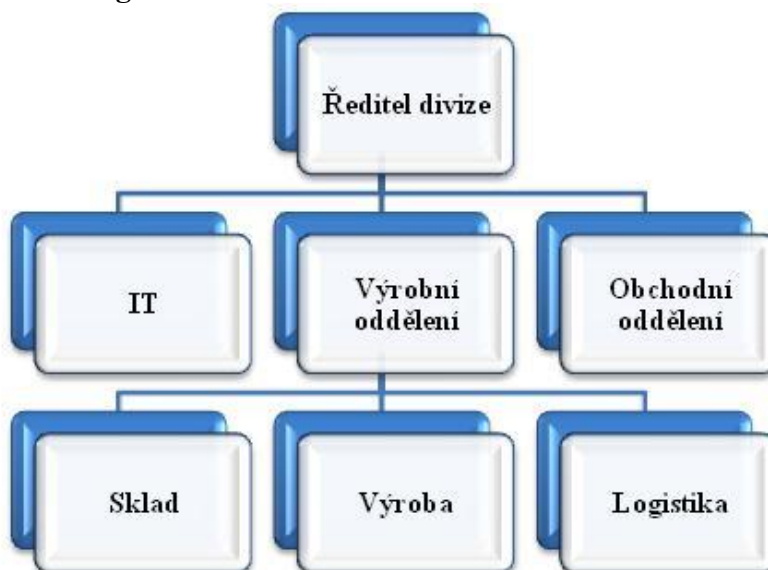 Ředitel divize
IT
Výrobní
oddělení
Obchodní
oddělení
Sklad
Výroba
Logistika